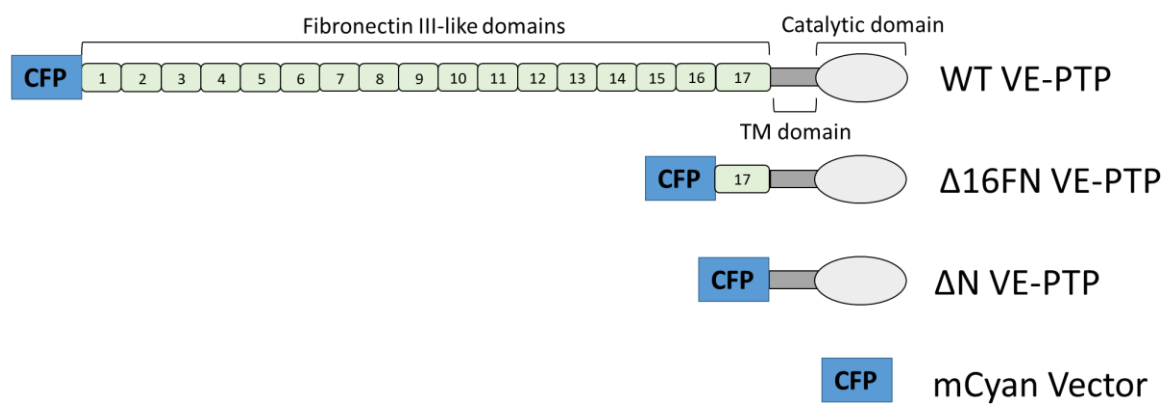 Fibronectin III-like domains
Catalytic domain
CFP 1 2 3 4 5 6 7 8 9 10 11 12 13 14 15 16 17 WT VE-PTP
TM domain
CFP 17 Δ16FN VE-PTP
CFP ΔN VE-PTP
CFP mCyan Vector